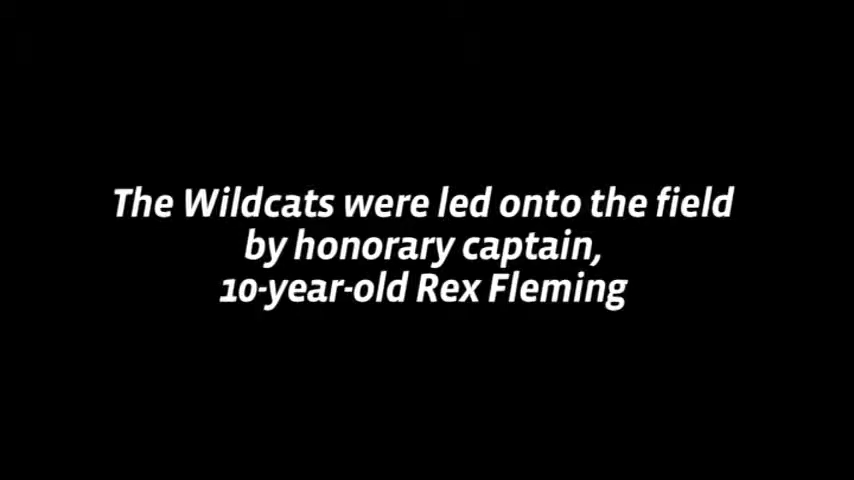 The Wildcats were led onto the field
by honorary captain,
10-year-old Rex Fleming